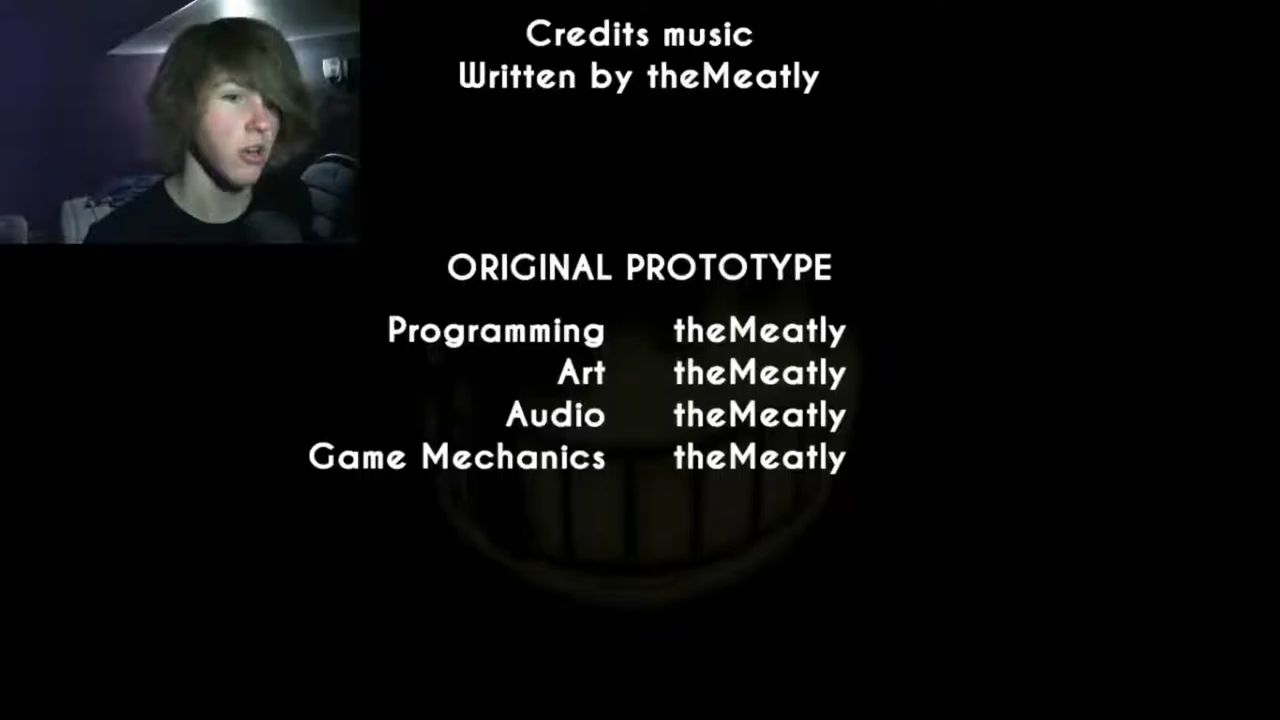 Credits music
Written by theMeatly
ORIGINAL PROTOTYPE
Programming theMeatly
Art theMeatly
Audio theMeatly
Game Mechanics theMeatly